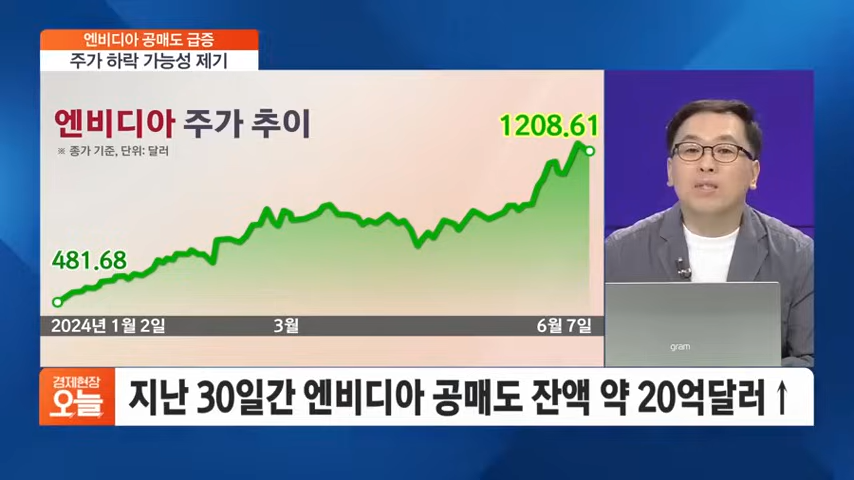 엔비디아 공매도 급증
주가 하락 가능성 제기
엔비디아 주가 추이
※ 종가 기준, 단위: 달러
1208.61
481.68
2024년 1월 2일
3월
6월 7일
gram
경제현장
오늘
지난 30일간 엔비디아 공매도 잔액 약 20억달러↑